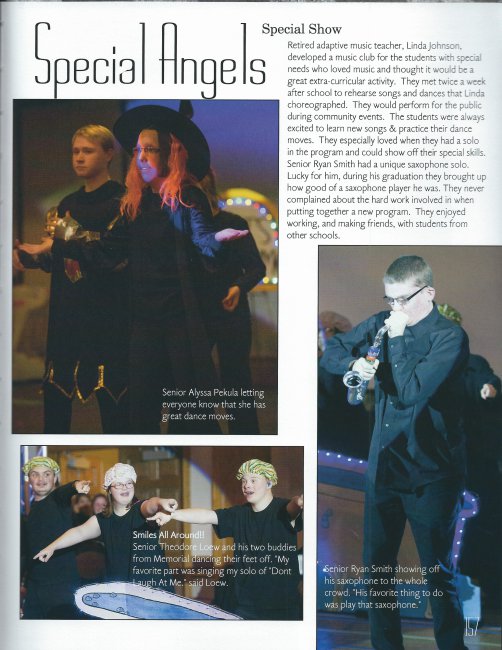 Special Angels
Special Show
Retired adaptive music teacher, Linda Johnson,
developed a music club for the students with special
needs who loved music and thought it would be a
great extra-curricular activity. They met twice a week
after school to rehearse songs and dances that Linda
choreographed. They would perform for the public
during community events. The students were always
excited to learn new songs & practice their dance
moves. They especially loved when they had a solo
in the program and could show off their special skills.
Senior Ryan Smith had a unique saxophone solo.
Lucky for him, during his graduation they brought up
how good of a saxophone player he was. They never
complained about the hard work involved in when
putting together a new program. They enjoyed
working, and making friends, with students from
other schools.
Senior Alyssa Pekula letting
everyone know that she has
great dance moves.
Smiles All Around!!
Senior Theodore Loew and his two buddies
from Memorial dancing their feet off. "My
favorite part was singing my solo of "Dont
Laugh At Me." said Loew.
Senior Ryan Smith showing off
his saxophone to the whole
crowd. "His favorite thing to do
was play that saxophone."
157